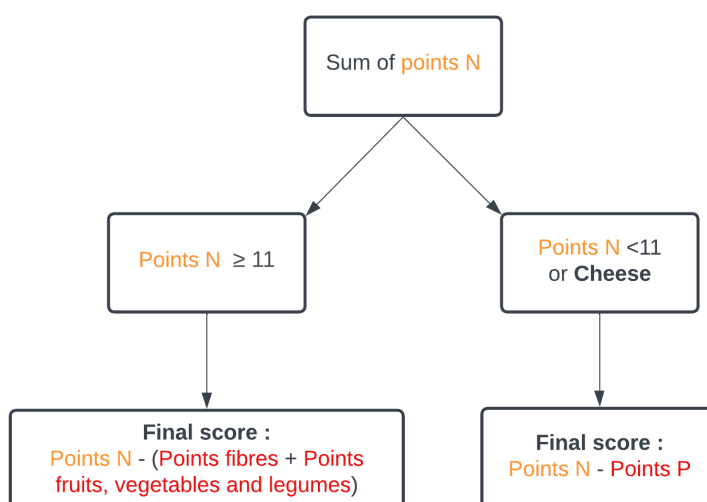 Sum of points N
Points N ≥ 11
Points N <11
or Cheese
Final score :
Points N - (Points fibres + Points
fruits, vegetables and legumes)
Final score :
Points N - Points P